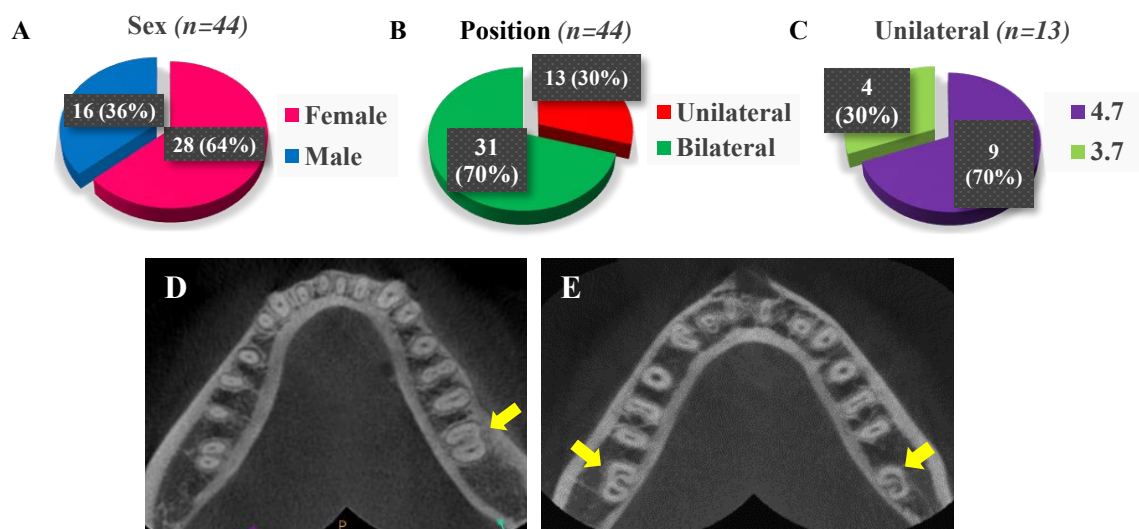 A
Sex (n=44)
16 (36%)
28 (64%)
Female
Male
B
Position (n=44)
13 (30%)
31
(70%)
Unilateral
Bilateral
C
Unilateral (n=13)
4
(30%)
9
(70%)
4.7
3.7
D
P
E